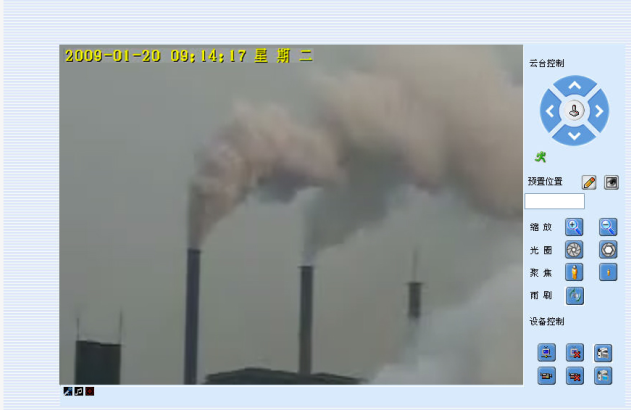 2009-01-20 09:14:17 星期二
云台控制
预置位置
缩放
光圈
聚焦
雨刷
设备控制